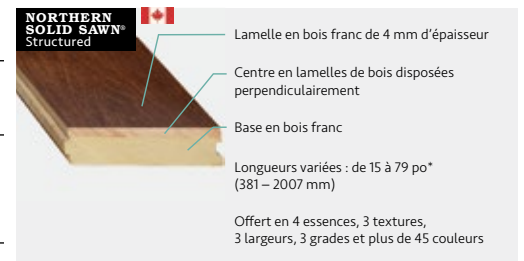 NORTHERN
SOLID SAWN®
Structured
Lamelle en bois franc de 4 mm d’épaisseur
Centre en lamelles de bois disposées
perpendiculairement
Base en bois franc
Longueurs variées : de 15 à 79 po*
(381 – 2007 mm)
Offert en 4 essences, 3 textures,
3 largeurs, 3 grades et plus de 45 couleurs